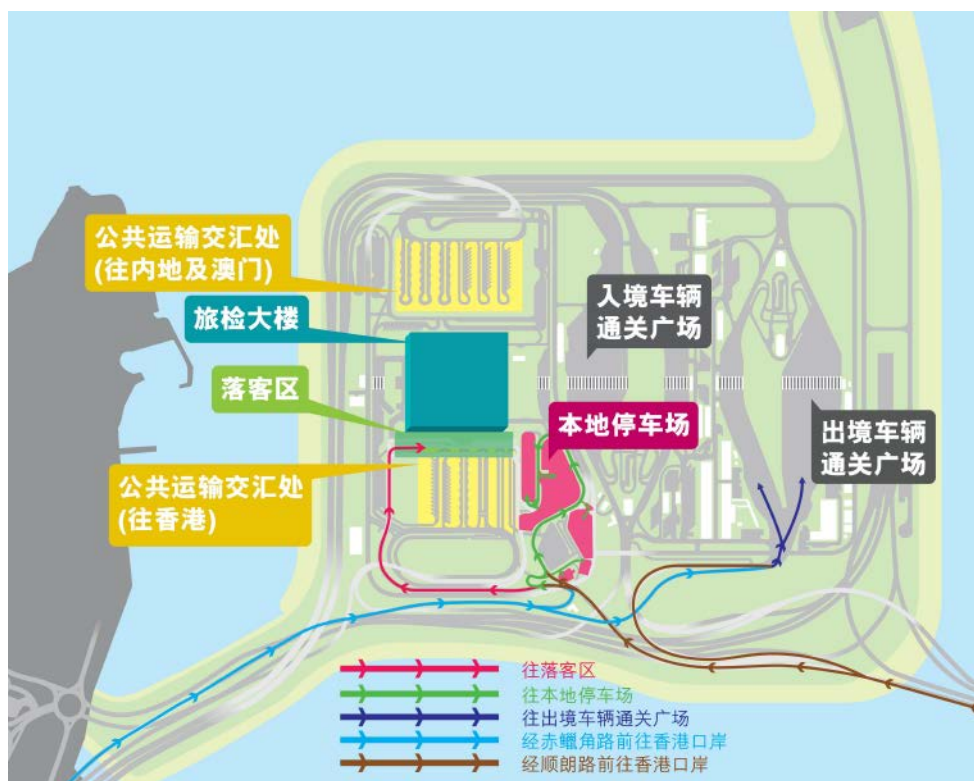 公共运输交汇处
(往内地及澳门)
旅检大楼
落客区
公共运输交汇处
(往香港)
入境车辆
通关广场
本地停车场
出境车辆
通关广场
往落客区
往本地停车场
往出境车辆通关广场
经赤鱲角路前往香港口岸
经顺朗路前往香港口岸